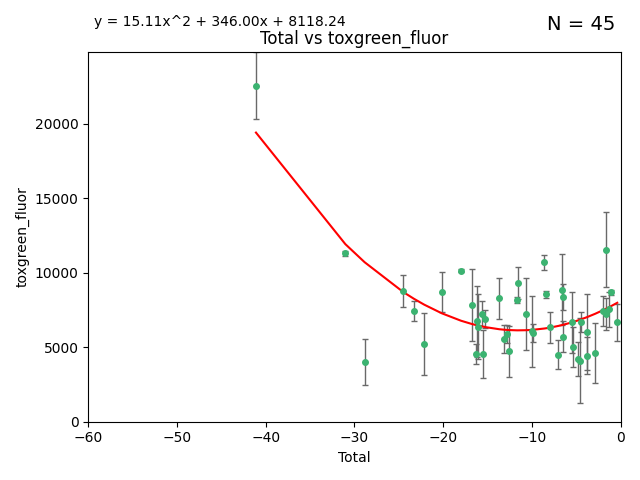 y = 15.11x^2 + 346.00x + 8118.24
N = 45
Total vs toxgreen_fluor
20000
15000
10000
5000
0
toxgreen_fluor
−60
−50
−40
−30
−20
−10
0
Total